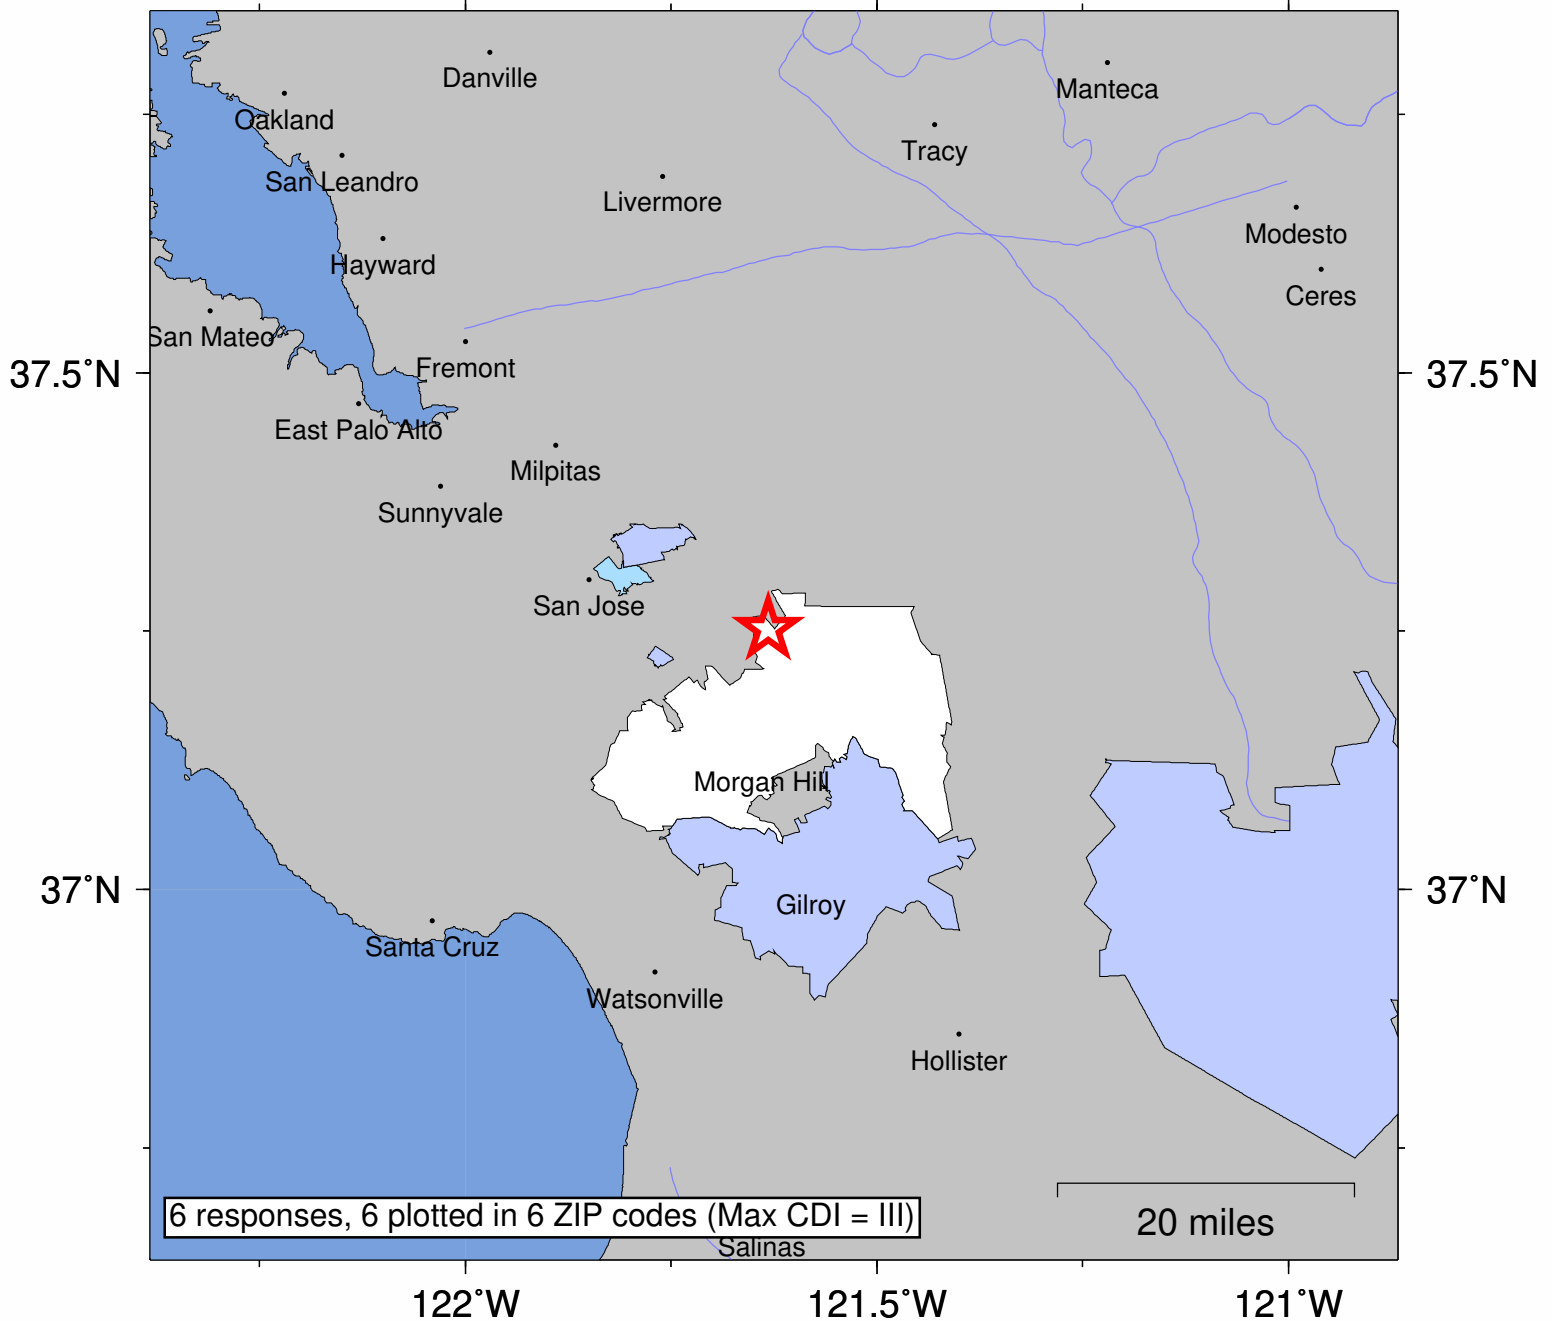 Danville
Manteca
Oakland
Tracy
San Leandro
Livermore
Modesto
Hayward
Ceres
San Mateo
Fremont
37.5°N
37.5°N
East Palo Alto
Milpitas
Sunnyvale
San Jose
Morgan Hill
37°N
37°N
Gilroy
Santa Cruz
Watsonville
Hollister
6 responses, 6 plotted in 6 ZIP codes (Max CDI = III)
20 miles
Salinas
122°W
121.5°W
121°W